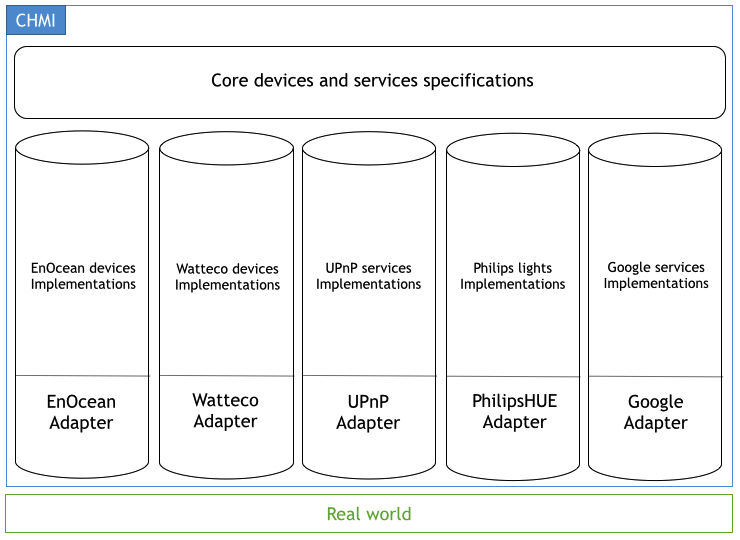 CHMI
Core devices and services specifications
EnOcean devices
Implementations
Watteco devices
Implementations
UPnP services
Implementations
Philips lights
Implementations
Google services
Implementations
EnOcean
Adapter
Watteco
Adapter
UPnP
Adapter
PhilipsHUE
Adapter
Google
Adapter
Real world